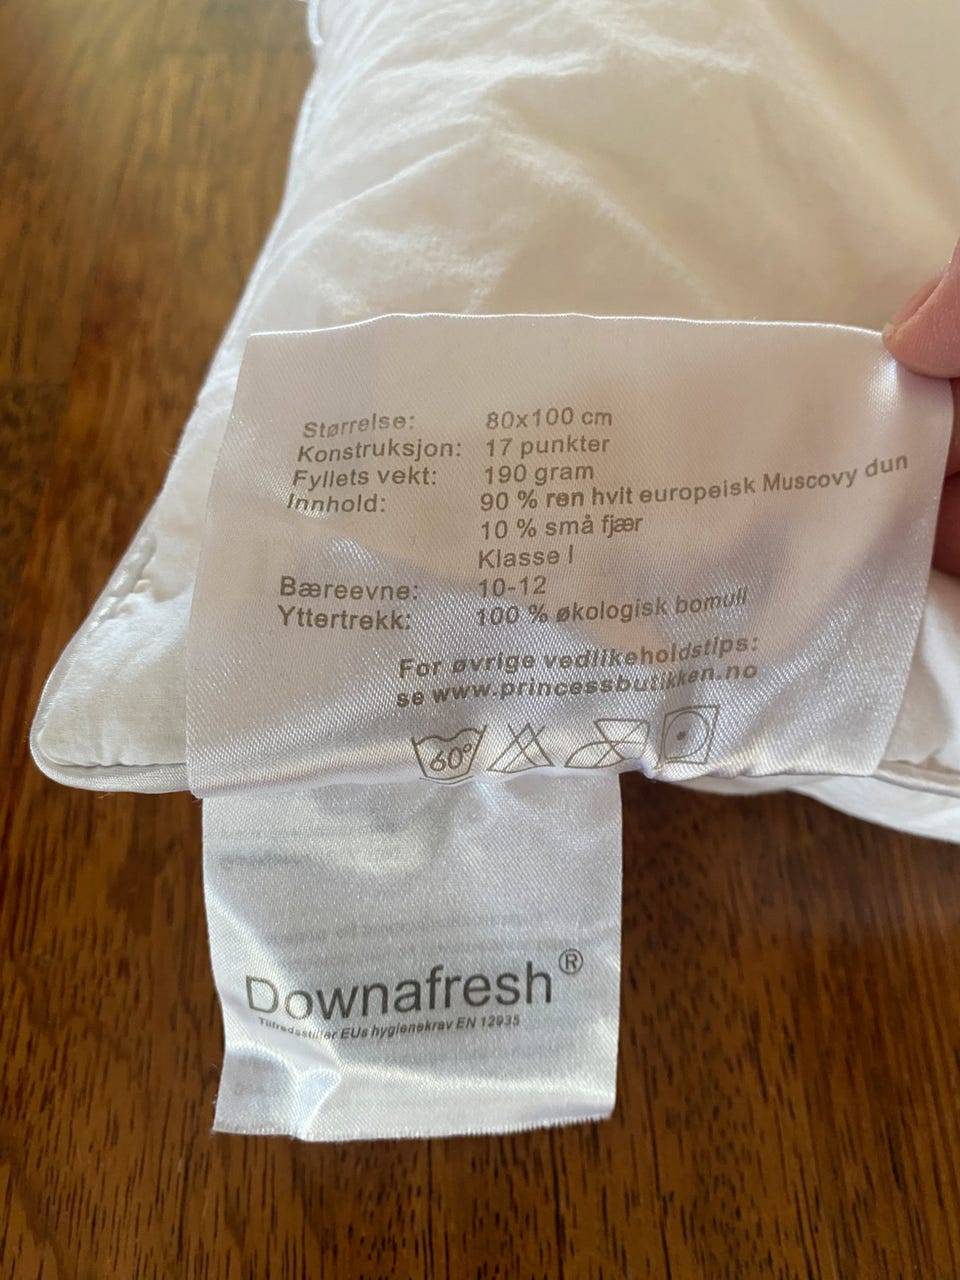 Størrelse: 80x100 cm
Konstruksjon: 17 punkter
Fyllets vekt: 190 gram
Innhold: 90 % ren hvit europeisk Muscovy dun
10 % små fjær
Klasse I
Bæreevne: 10-12
Yttertrekk: 100 % økologisk bomull
For øvrige vedlikeholdstips:
se www.princessbutikken.no
60°
Downafresh®
Tilfredsstiller EUs hygienekrav EN 12935